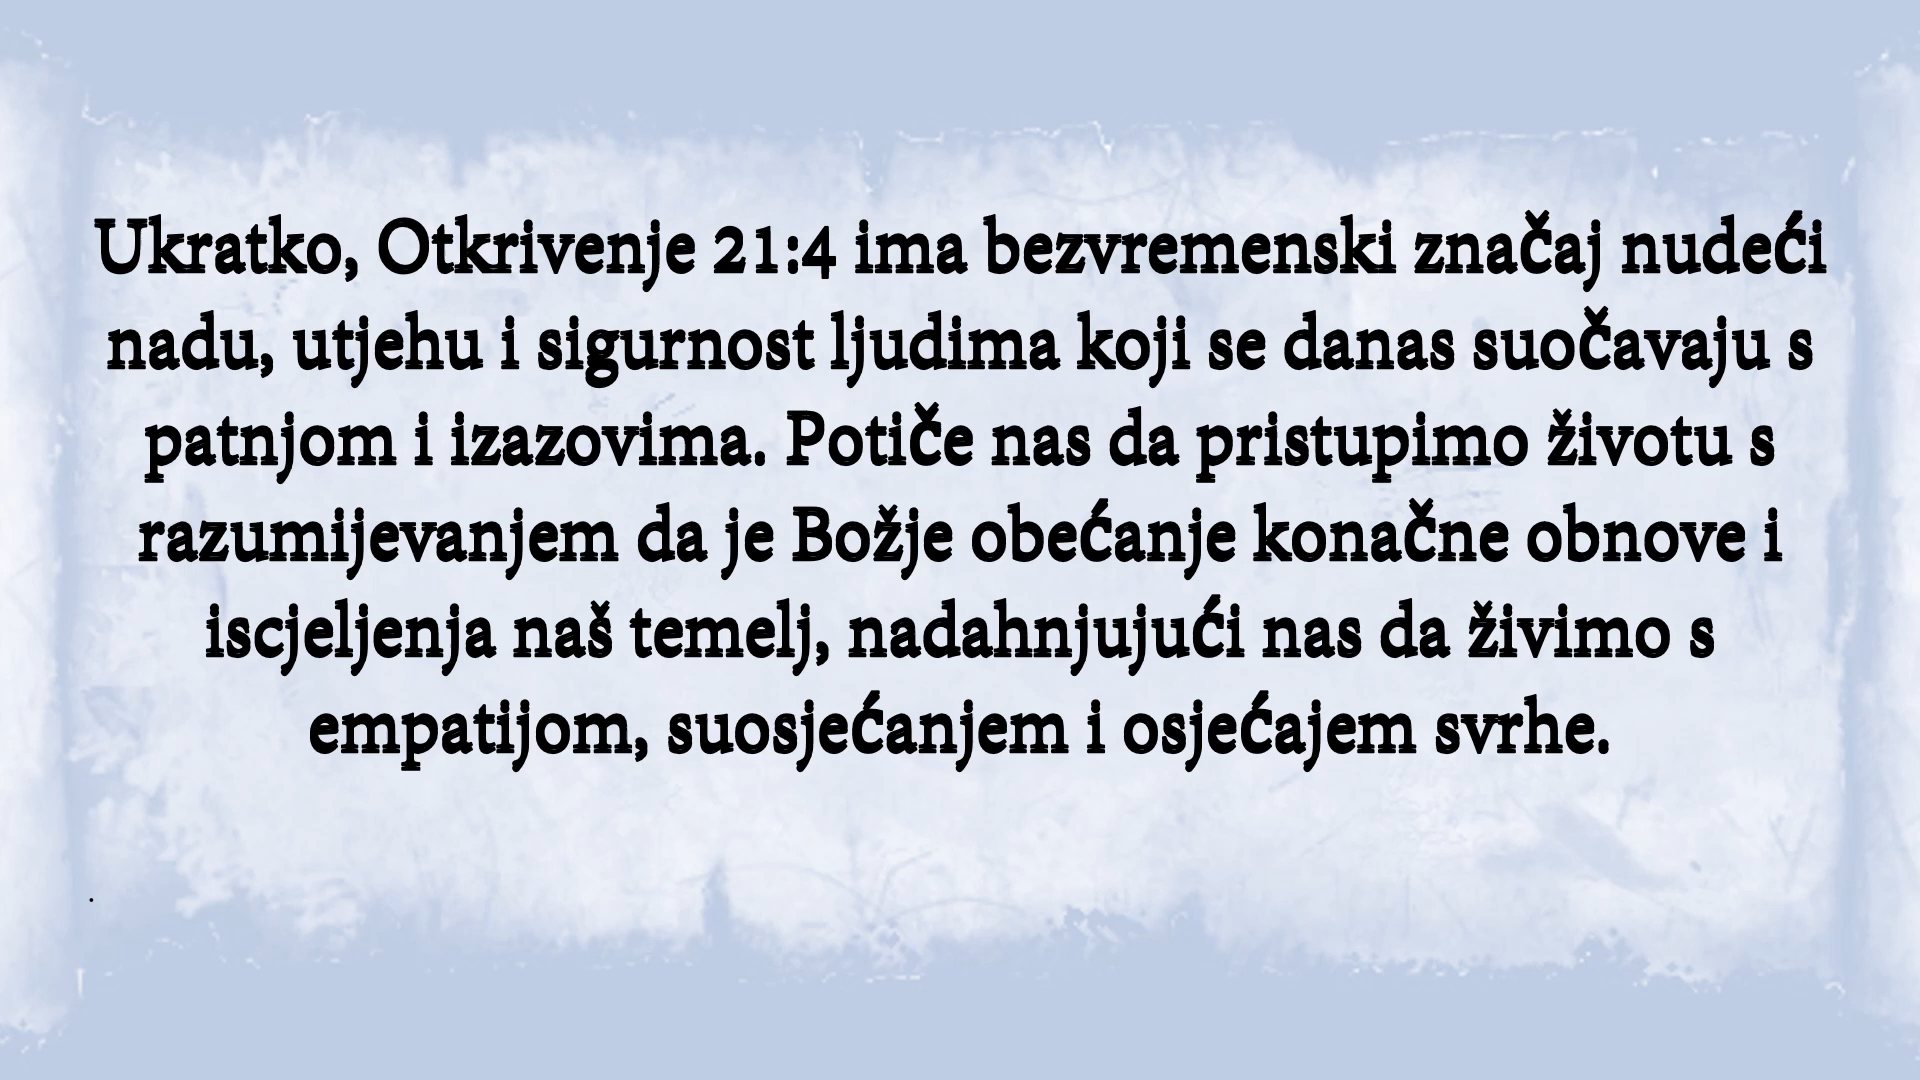 Ukratko, Otkrivenje 21:4 ima bezvremenski značaj nudeći
nadu, utjehu i sigurnost ljudima koji se danas suočavaju s
patnjom i izazovima. Potiče nas da pristupimo životu s
razumijevanjem da je Božje obećanje konačne obnove i
iscjeljenja naš temelj, nadahnjujući nas da živimo s
empatijom, suosjećanjem i osjećajem svrhe.
.